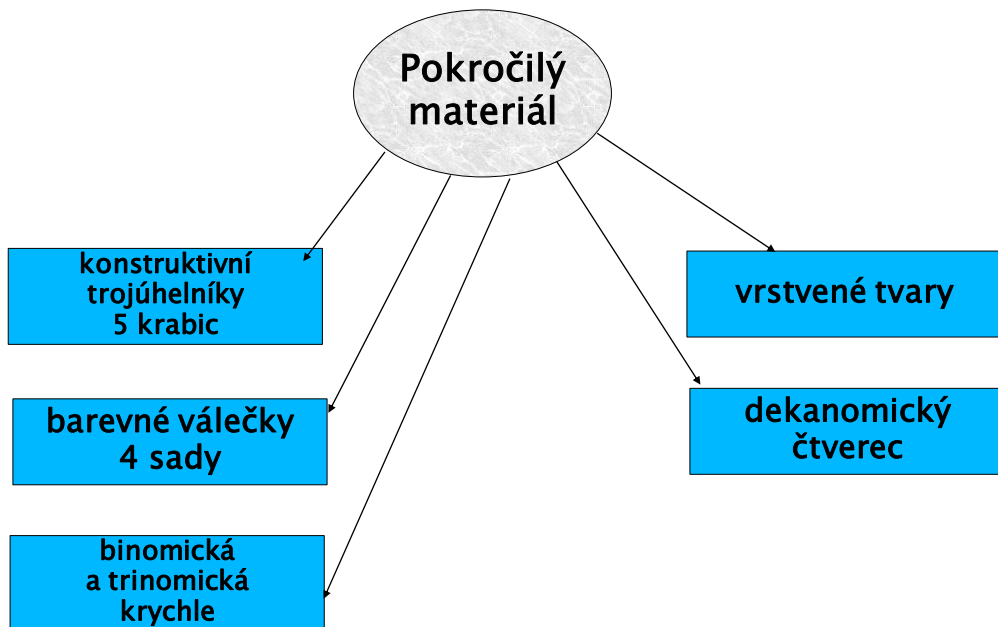 Pokročilý
materiál
konstruktivní
trojúhelníky
5 krabic
vrstvené tvary
barevné válečky
4 sady
dekanomický
čtverec
binomická
a trinomická
krychle